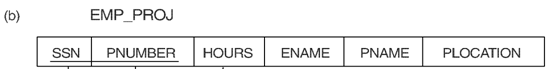 (b) EMP_PROJ
SSN PNUMBER HOURS ENAME PNAME PLOCATION